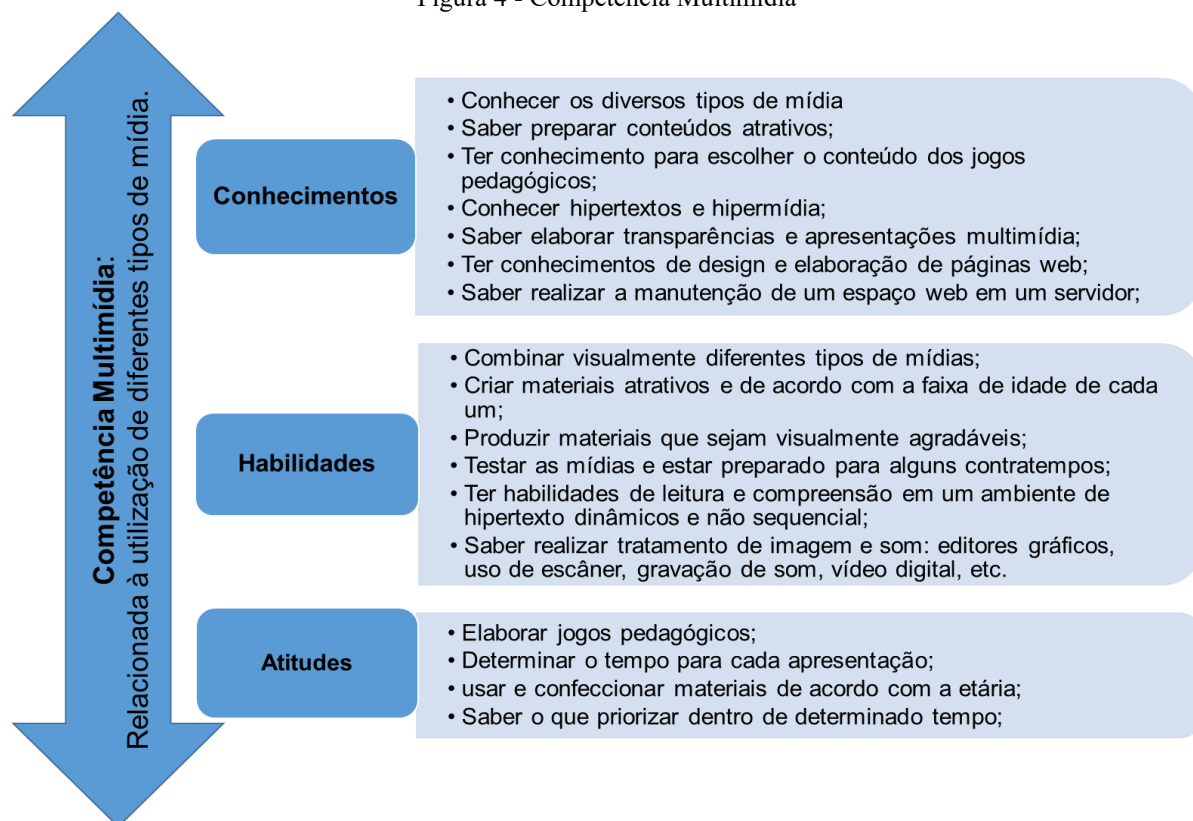 Figura 4 - Competência Multimídia
Competência Multimídia:
Relacionada à utilização de diferentes tipos de mídia.
Conhecimentos
• Conhecer os diversos tipos de mídia
• Saber preparar conteúdos atrativos;
• Ter conhecimento para escolher o conteúdo dos jogos
pedagógicos;
• Conhecer hipertextos e hipermídia;
• Saber elaborar transparências e apresentações multimídia;
• Ter conhecimentos de design e elaboração de páginas web;
• Saber realizar a manutenção de um espaço web em um servidor;
Habilidades
• Combinar visualmente diferentes tipos de mídias;
• Criar materiais atrativos e de acordo com a faixa de idade de cada
um;
• Produzir materiais que sejam visualmente agradáveis;
• Testar as mídias e estar preparado para alguns contratempos;
• Ter habilidades de leitura e compreensão em um ambiente de
hipertexto dinâmicos e não sequencial;
• Saber realizar tratamento de imagem e som: editores gráficos,
uso de escâner, gravação de som, vídeo digital, etc.
Atitudes
• Elaborar jogos pedagógicos;
• Determinar o tempo para cada apresentação;
• usar e confeccionar materiais de acordo com a etária;
• Saber o que priorizar dentro de determinado tempo;